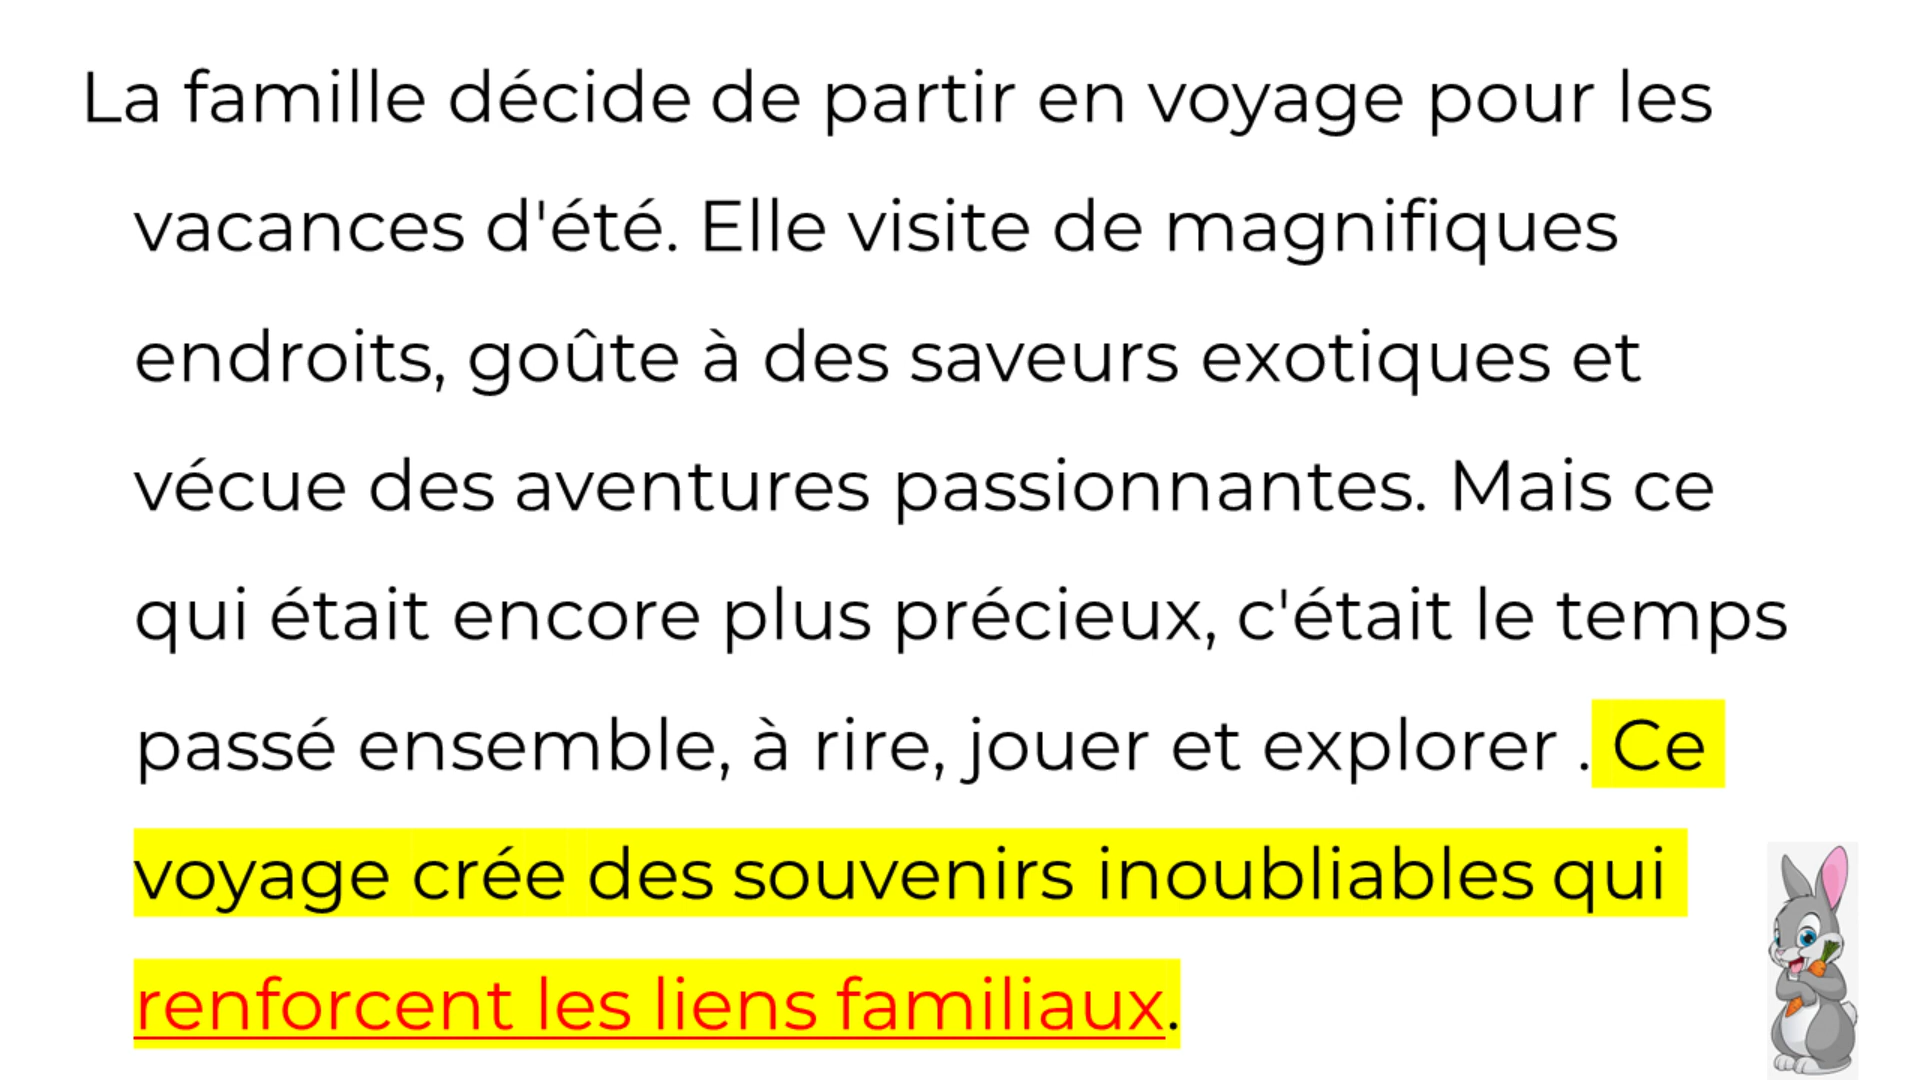 La famille décide de partir en voyage pour les
vacances d'été. Elle visite de magnifiques
endroits, goûte à des saveurs exotiques et
vécue des aventures passionnantes. Mais ce
qui était encore plus précieux, c'était le temps
passé ensemble, à rire, jouer et explorer . Ce
voyage crée des souvenirs inoubliables qui
renforcent les liens familiaux.